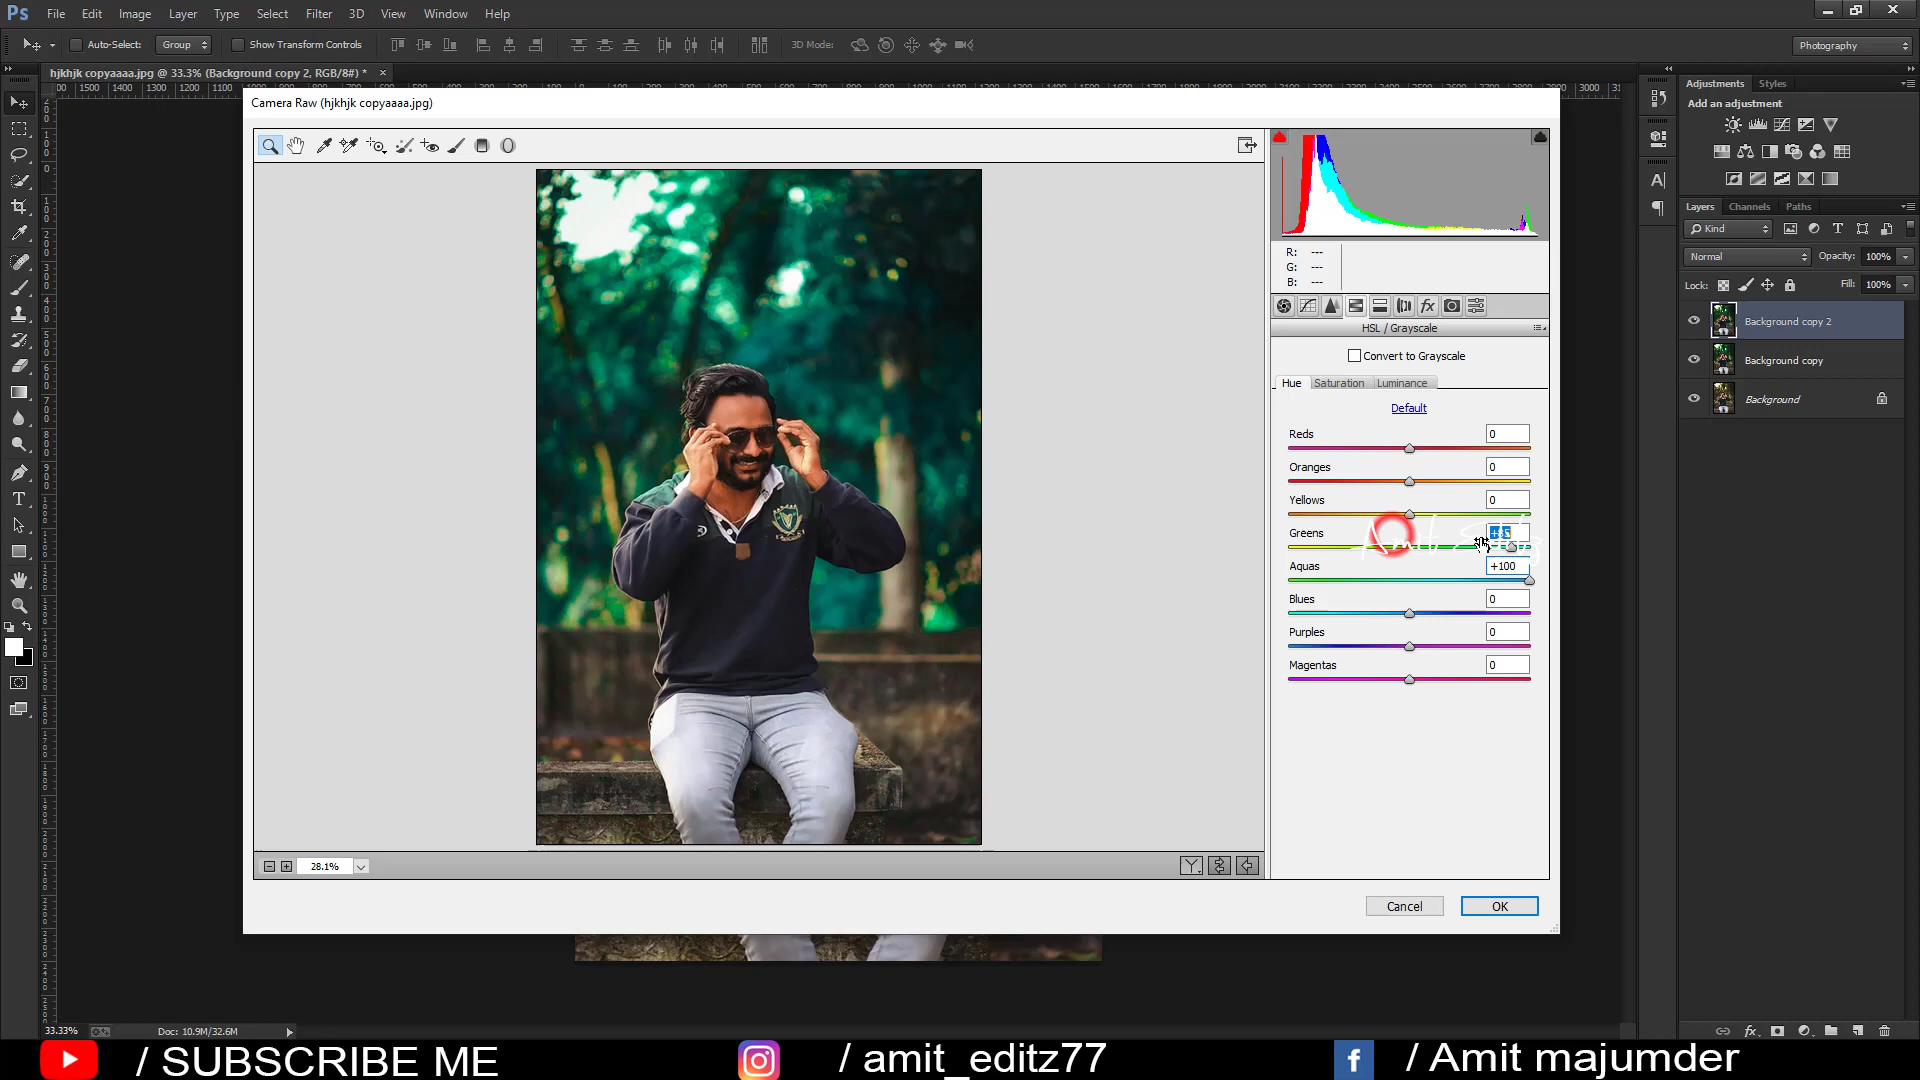 Ps File Edit Image Layer Type Select Filter 3D View Window Help
Auto-Select: Group Show Transform Controls 3D Mode: Photography
hjkhjk copyaaaa.jpg @ 33.3% (Background copy 2, RGB/8#) * ×
Camera Raw (hjkhjk copyaaaa.jpg)
R: ---
G: ---
B: ---
HSL / Grayscale
Convert to Grayscale
Hue Saturation Luminance
Default
Reds 0
Oranges 0
Yellows 0
Greens
Amit Editz
Aquas +100
Blues 0
Purples 0
Magentas 0
28.1%
Cancel OK
Adjustments Styles
Add an adjustment
Layers Channels Paths
Kind
Normal Opacity: 100%
Lock: Fill: 100%
Background copy 2
Background copy
Background
33.33% Doc: 10.9M/32.6M
/ SUBSCRIBE ME / amit_editz77 / Amit majumder